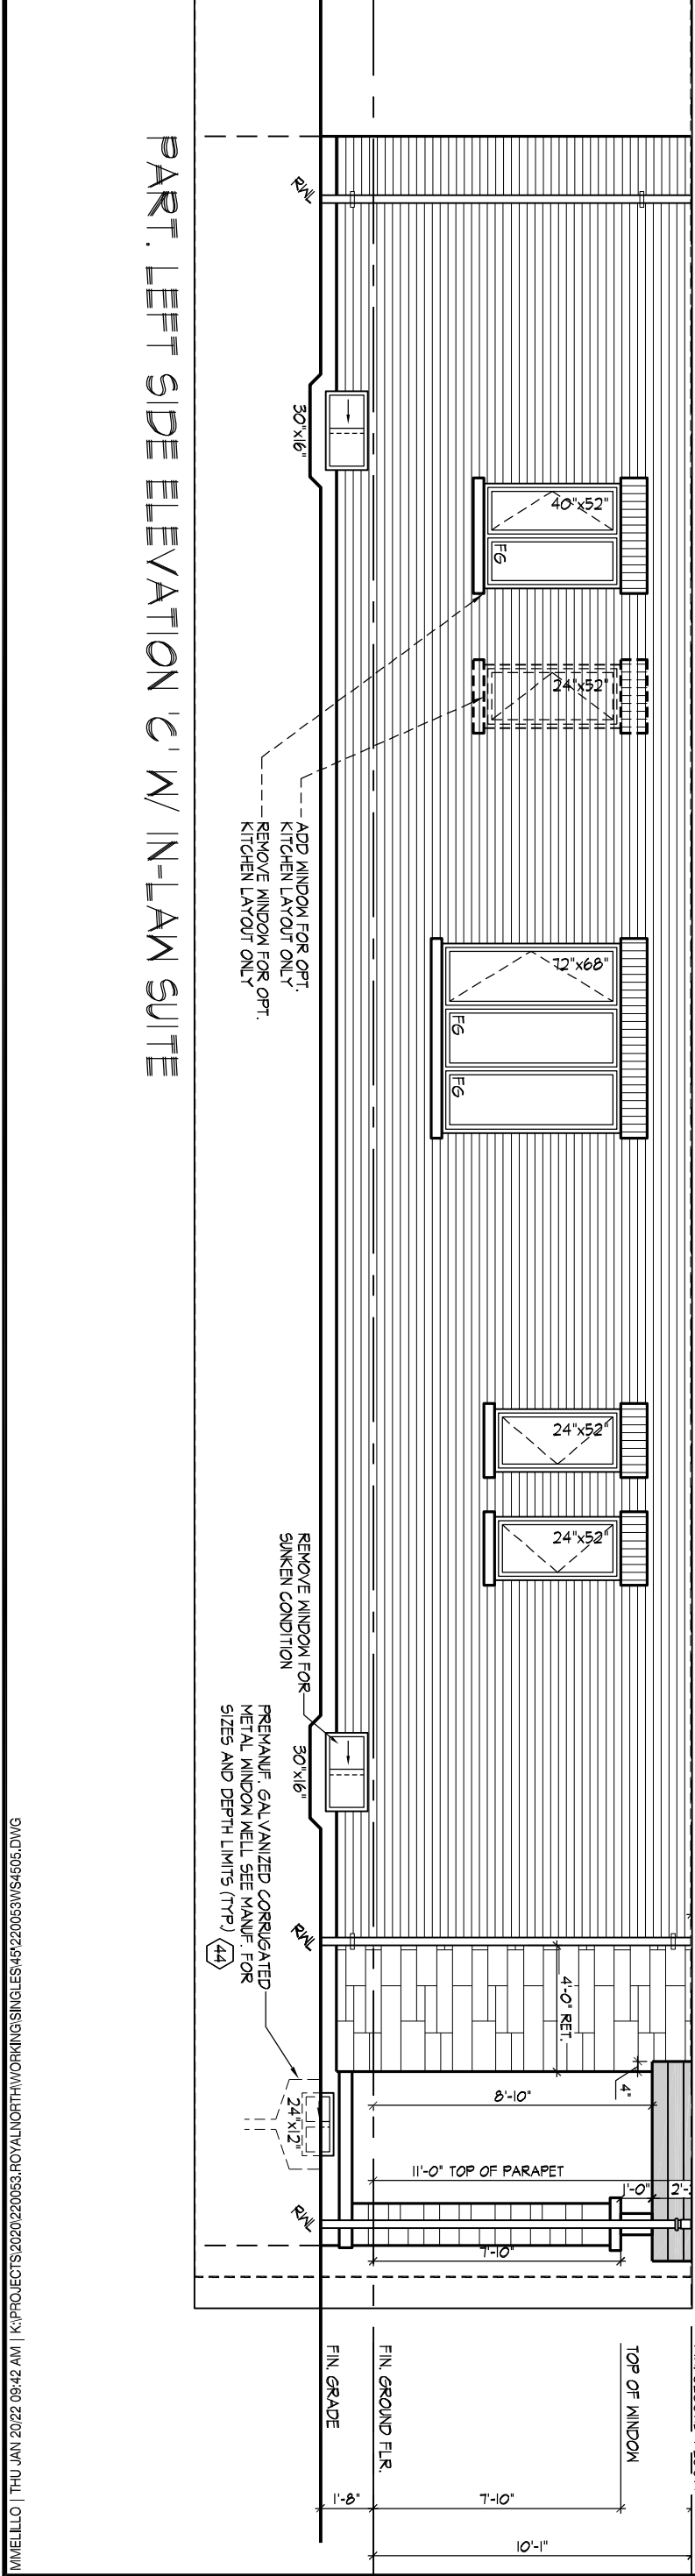 RWL
30"x16"
40"x52"
FG
24"x52"
ADD WINDOW FOR OPT.
KITCHEN LAYOUT ONLY
REMOVE WINDOW FOR OPT.
KITCHEN LAYOUT ONLY
72"x68"
FG
FG
24"x52"
24"x52"
REMOVE WINDOW FOR
SUNKEN CONDITION
30"x16"
PREMANUF. GALVANIZED CORRUGATED
METAL WINDOW WELL SEE MANUF. FOR
SIZES AND DEPTH LIMITS (TYP.)
44
RWL
4'-0" RET.
4"
8'-10"
24"x12"
11'-0" TOP OF PARAPET
1'-0"
RWL
7'-10"
TOP OF WINDOW
FIN. GROUND FLR.
FIN. GRADE
1'-8"
7'-10"
10'-1"
PART. LEFT SIDE ELEVATION 'C' W/ IN-LAW SUITE
MMELILLO | THU JAN 20/22 09:42 AM | K:\PROJECTS\2020\220053.ROYALNORTH\WORKING\SINGLES\45'\220053WS4505.DWG